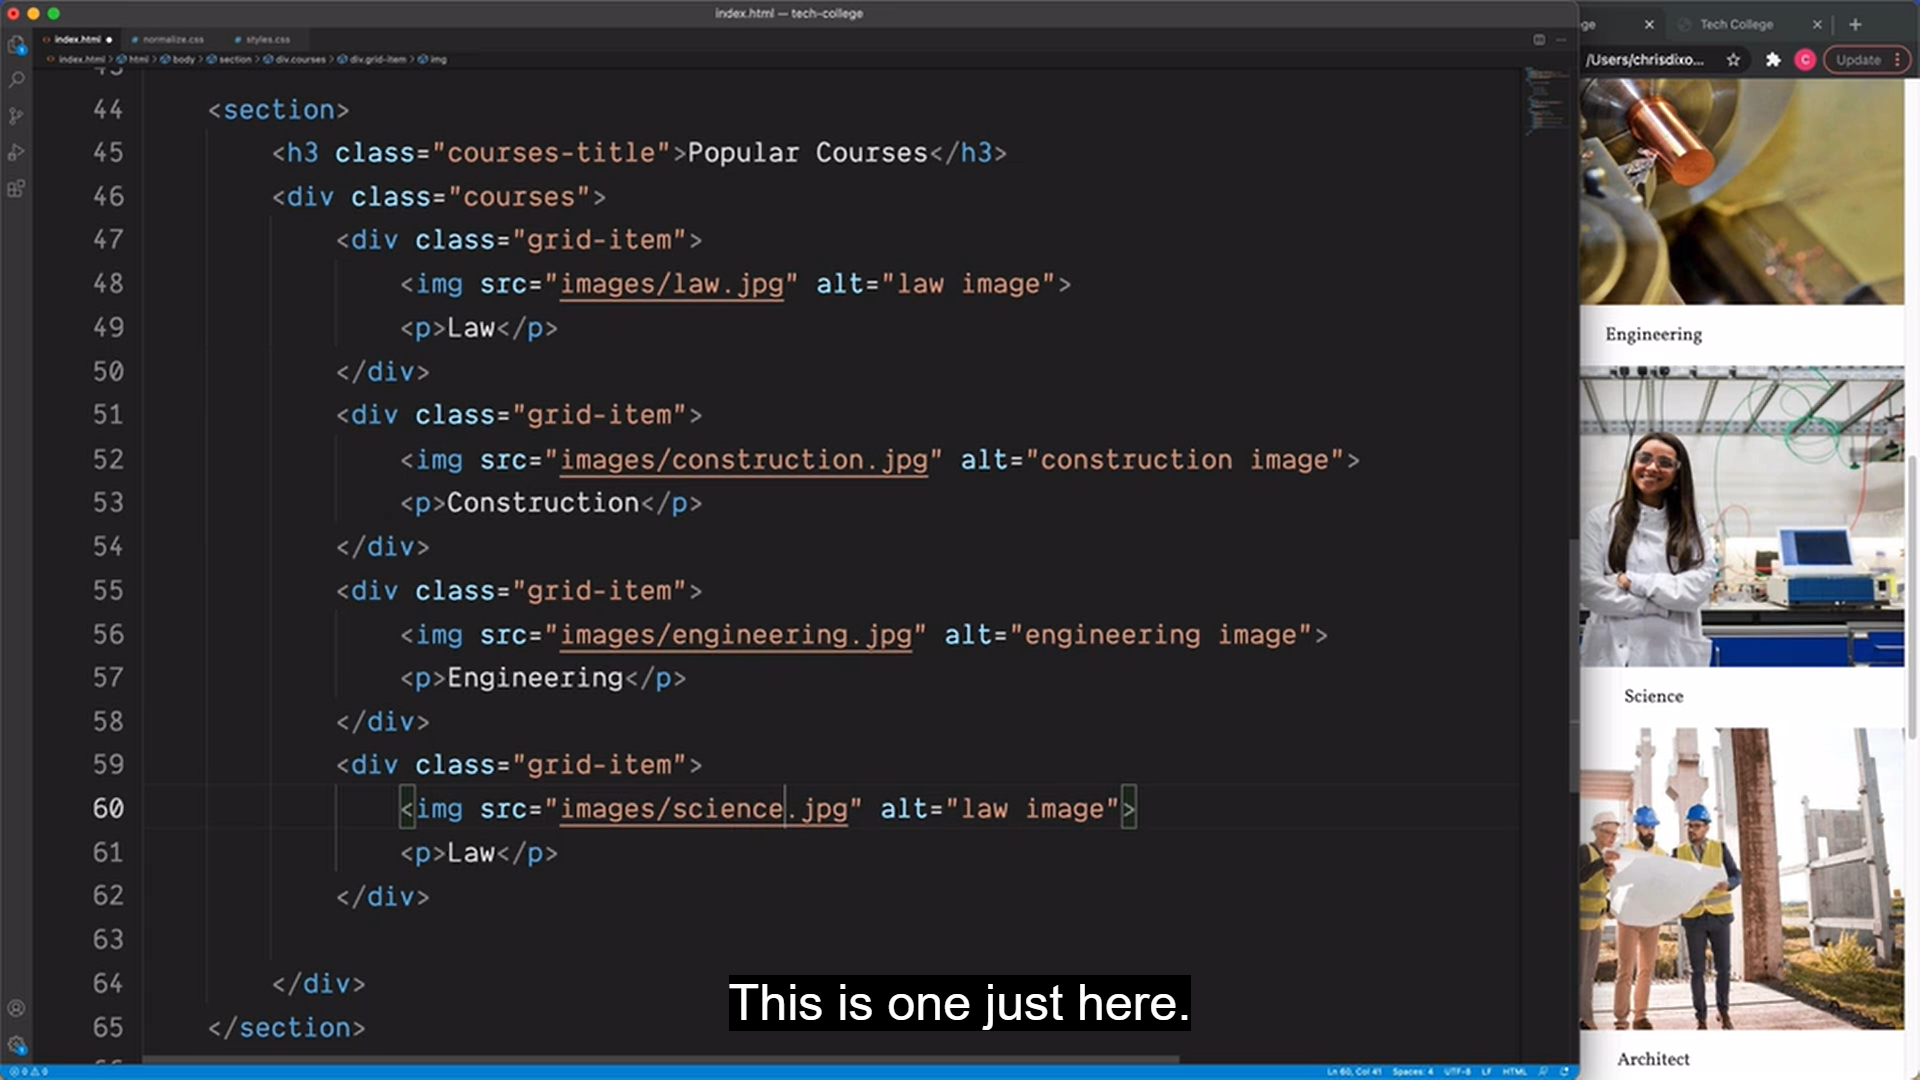 index.html — tech-college
index.html
normalize.css
styles.css
index.html > html > body > section > div.courses > div.grid-item > img
44 <section>
45 <h3 class="courses-title">Popular Courses</h3>
46 <div class="courses">
47 <div class="grid-item">
48 <img src="images/law.jpg" alt="law image">
49 <p>Law</p>
50 </div>
51 <div class="grid-item">
52 <img src="images/construction.jpg" alt="construction image">
53 <p>Construction</p>
54 </div>
55 <div class="grid-item">
56 <img src="images/engineering.jpg" alt="engineering image">
57 <p>Engineering</p>
58 </div>
59 <div class="grid-item">
60 <img src="images/science.jpg" alt="law image">
61 <p>Law</p>
62 </div>
63
64 </div>
65 </section>
Ln 60, Col 41 Spaces: 4 UTF-8 LF HTML
Tech College
/Users/chrisdixo...
C
Update
Engineering
Science
Architect
This is one just here.